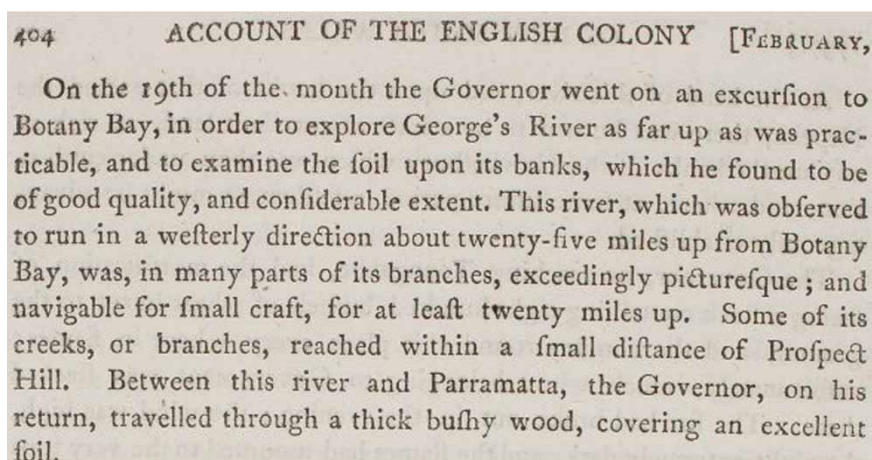 404 ACCOUNT OF THE ENGLISH COLONY [FEBRUARY,
On the 19th of the month the Governor went on an excurſion to
Botany Bay, in order to explore George's River as far up as was prac-
ticable, and to examine the ſoil upon its banks, which he found to be
of good quality, and conſiderable extent. This river, which was obſerved
to run in a weſterly direction about twenty-five miles up from Botany
Bay, was, in many parts of its branches, exceedingly pictureſque; and
navigable for ſmall craft, for at leaſt twenty miles up. Some of its
creeks, or branches, reached within a ſmall diſtance of Proſpect
Hill. Between this river and Parramatta, the Governor, on his
return, travelled through a thick buſhy wood, covering an excellent
ſoil.